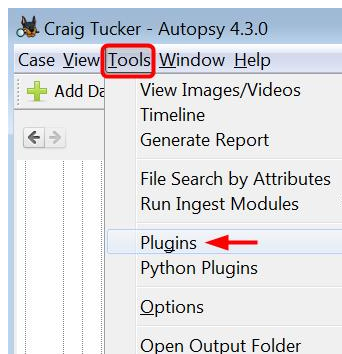 Craig Tucker - Autopsy 4.3.0
Case View Tools Window Help
Add Da
View Images/Videos
Timeline
Generate Report
File Search by Attributes
Run Ingest Modules
Plugins
Python Plugins
Options
Open Output Folder